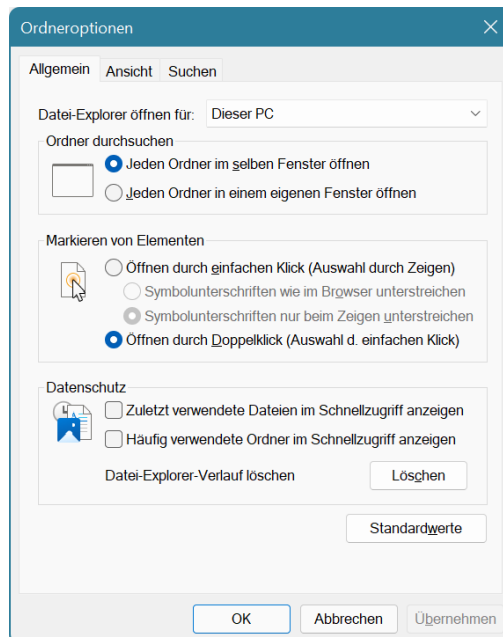 Ordneroptionen
Allgemein Ansicht Suchen
Datei-Explorer öffnen für: Dieser PC
Ordner durchsuchen
Jeden Ordner im selben Fenster öffnen
Jeden Ordner in einem eigenen Fenster öffnen
Markieren von Elementen
Öffnen durch einfachen Klick (Auswahl durch Zeigen)
Symbolunterschriften wie im Browser unterstreichen
Symbolunterschriften nur beim Zeigen unterstreichen
Öffnen durch Doppelklick (Auswahl d. einfachen Klick)
Datenschutz
Zuletzt verwendete Dateien im Schnellzugriff anzeigen
Häufig verwendete Ordner im Schnellzugriff anzeigen
Datei-Explorer-Verlauf löschen Löschen
Standardwerte
OK Abbrechen Übernehmen